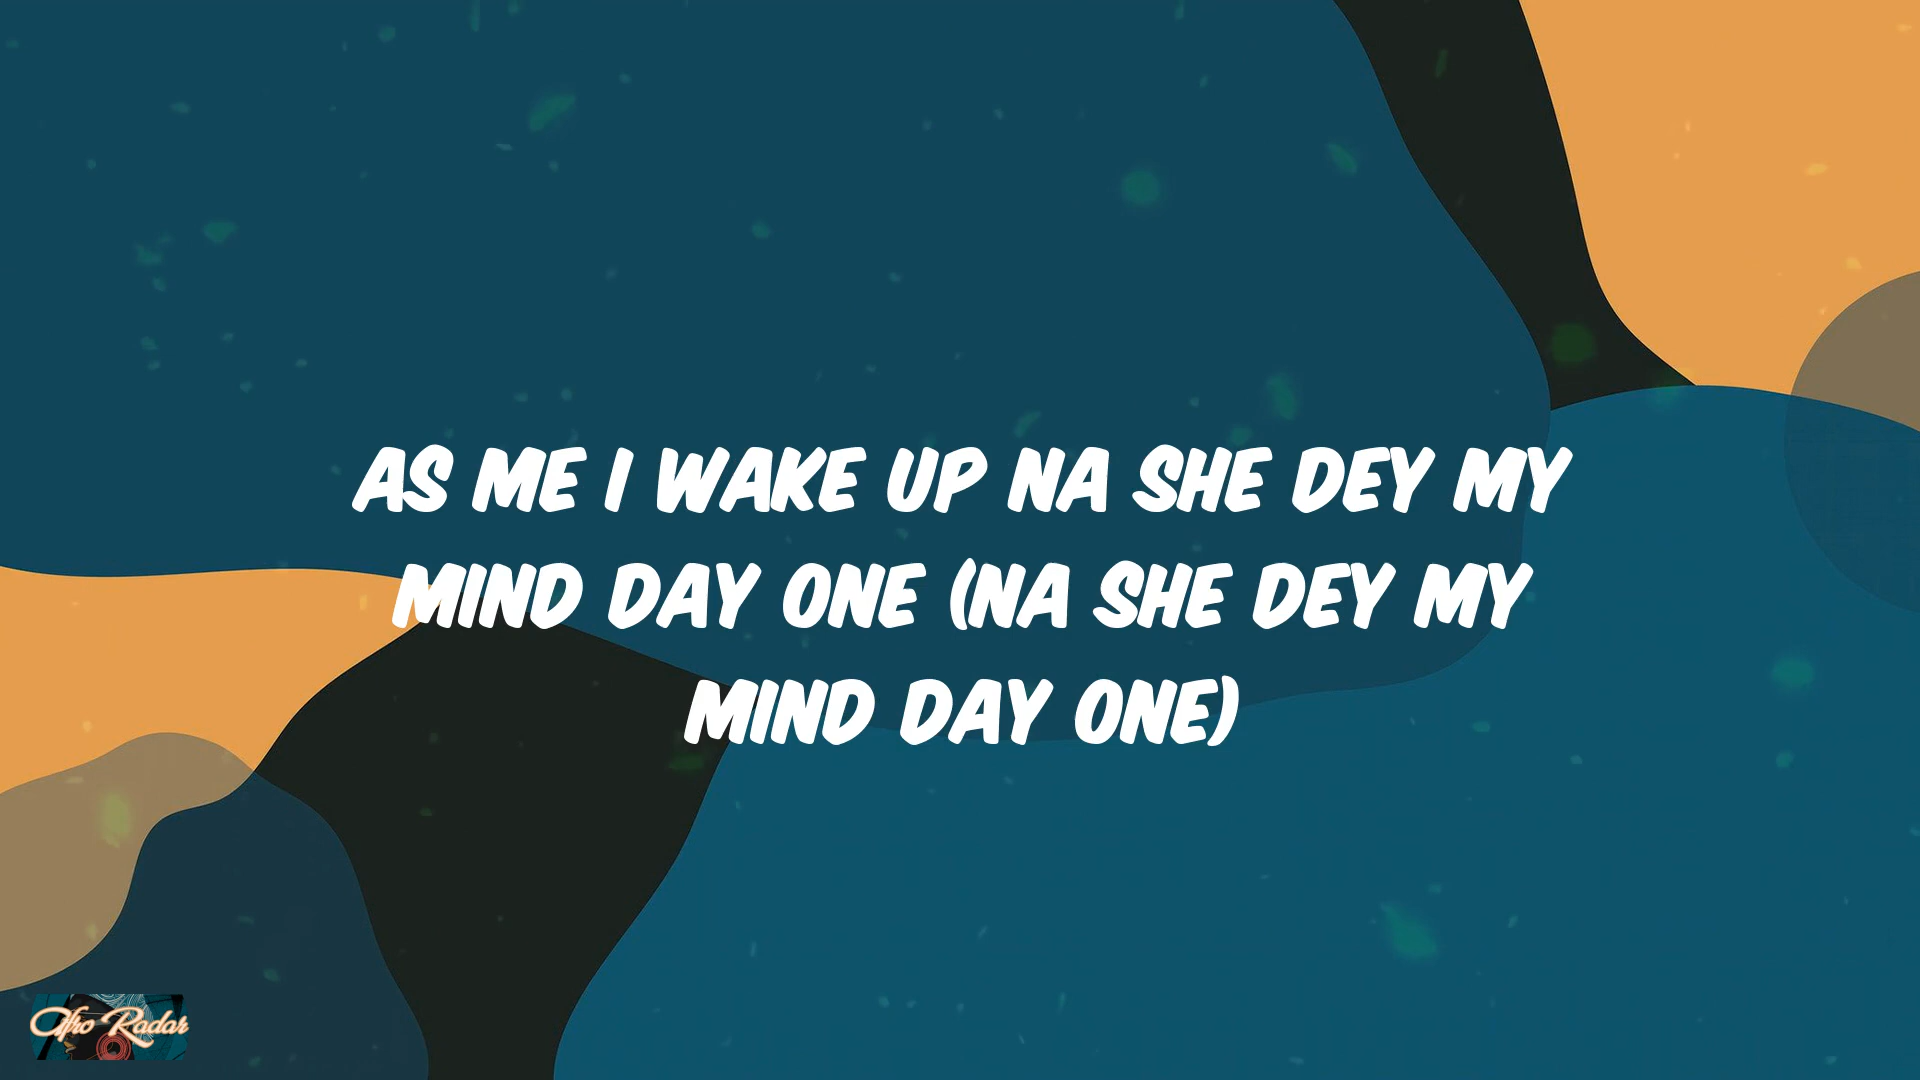 AS ME I WAKE UP NA SHE DEY MY
MIND DAY ONE (NA SHE DEY MY
MIND DAY ONE)
Afro Radar